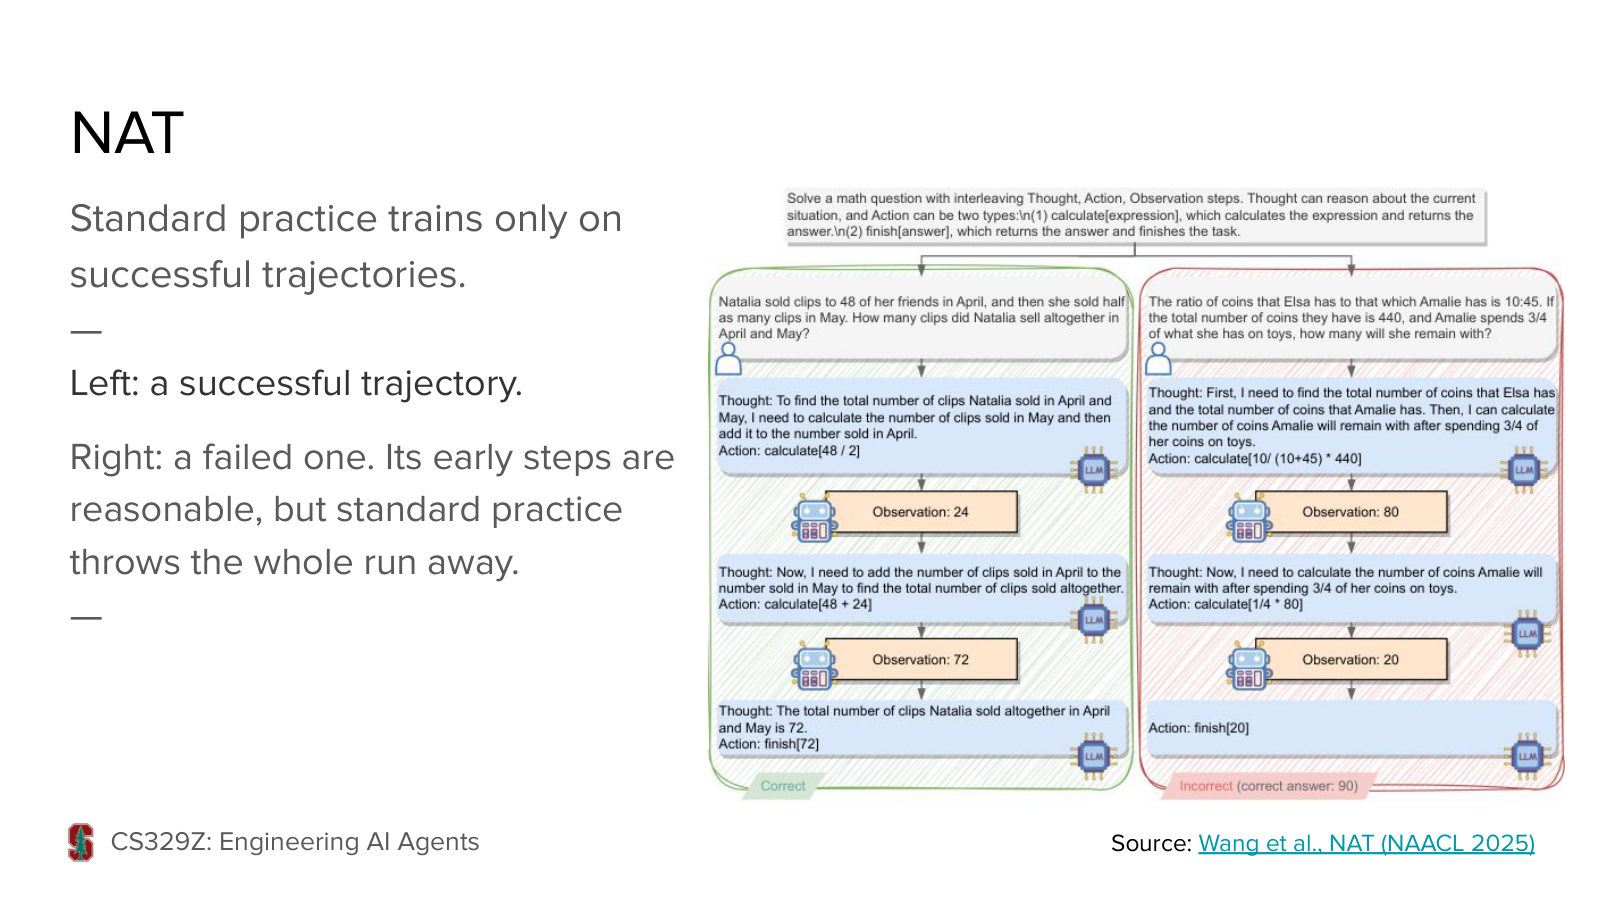 NAT
Standard practice trains only on
successful trajectories.
—
Left: a successful trajectory.
Right: a failed one. Its early steps are
reasonable, but standard practice
throws the whole run away.
—
Solve a math question with interleaving Thought, Action, Observation steps. Thought can reason about the current
situation, and Action can be two types:\n(1) calculate[expression], which calculates the expression and returns the
answer.\n(2) finish[answer], which returns the answer and finishes the task.
Natalia sold clips to 48 of her friends in April, and then she sold half
as many clips in May. How many clips did Natalia sell altogether in
April and May?
Thought: To find the total number of clips Natalia sold in April and
May, I need to calculate the number of clips sold in May and then
add it to the number sold in April.
Action: calculate[48 / 2]
LLM
Observation: 24
Thought: Now, I need to add the number of clips sold in April to the
number sold in May to find the total number of clips sold altogether.
Action: calculate[48 + 24]
LLM
Observation: 72
Thought: The total number of clips Natalia sold altogether in April
and May is 72.
Action: finish[72]
LLM
Correct
The ratio of coins that Elsa has to that which Amalie has is 10:45. If
the total number of coins they have is 440, and Amalie spends 3/4
of what she has on toys, how many will she remain with?
Thought: First, I need to find the total number of coins that Elsa has
and the total number of coins that Amalie has. Then, I can calculate
the number of coins Amalie will remain with after spending 3/4 of
her coins on toys.
Action: calculate[10/ (10+45) * 440]
LLM
Observation: 80
Thought: Now, I need to calculate the number of coins Amalie will
remain with after spending 3/4 of her coins on toys.
Action: calculate[1/4 * 80]
LLM
Observation: 20
Action: finish[20]
LLM
Incorrect (correct answer: 90)
CS329Z: Engineering AI Agents
Source: Wang et al., NAT (NAACL 2025)